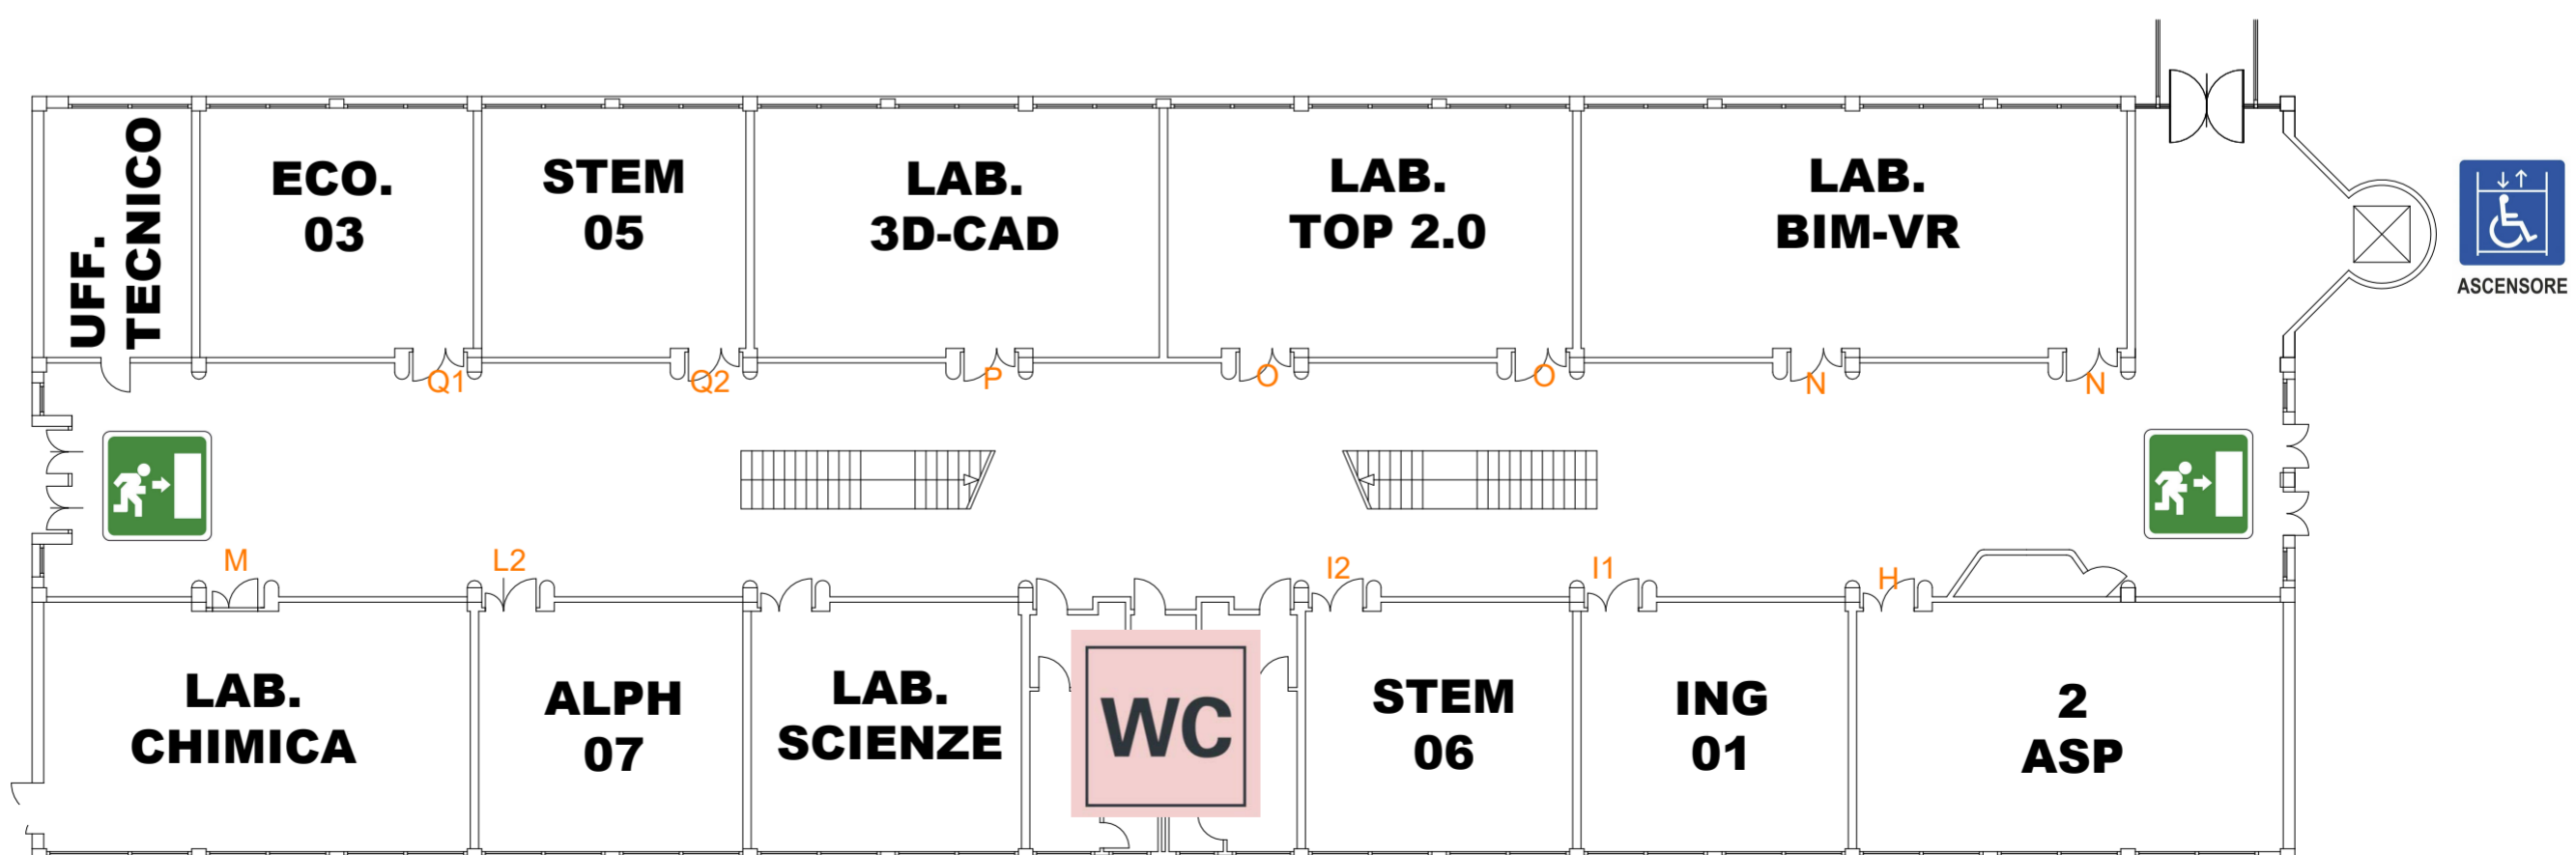 UFF.
TECNICO
ECO.
03
STEM
05
LAB.
3D-CAD
LAB.
TOP 2.0
LAB.
BIM-VR
ASCENSORE
Q1
Q2
P
O
O
N
N
M
L2
I2
I1
H
LAB.
CHIMICA
ALPH
07
LAB.
SCIENZE
WC
STEM
06
ING
01
2
ASP